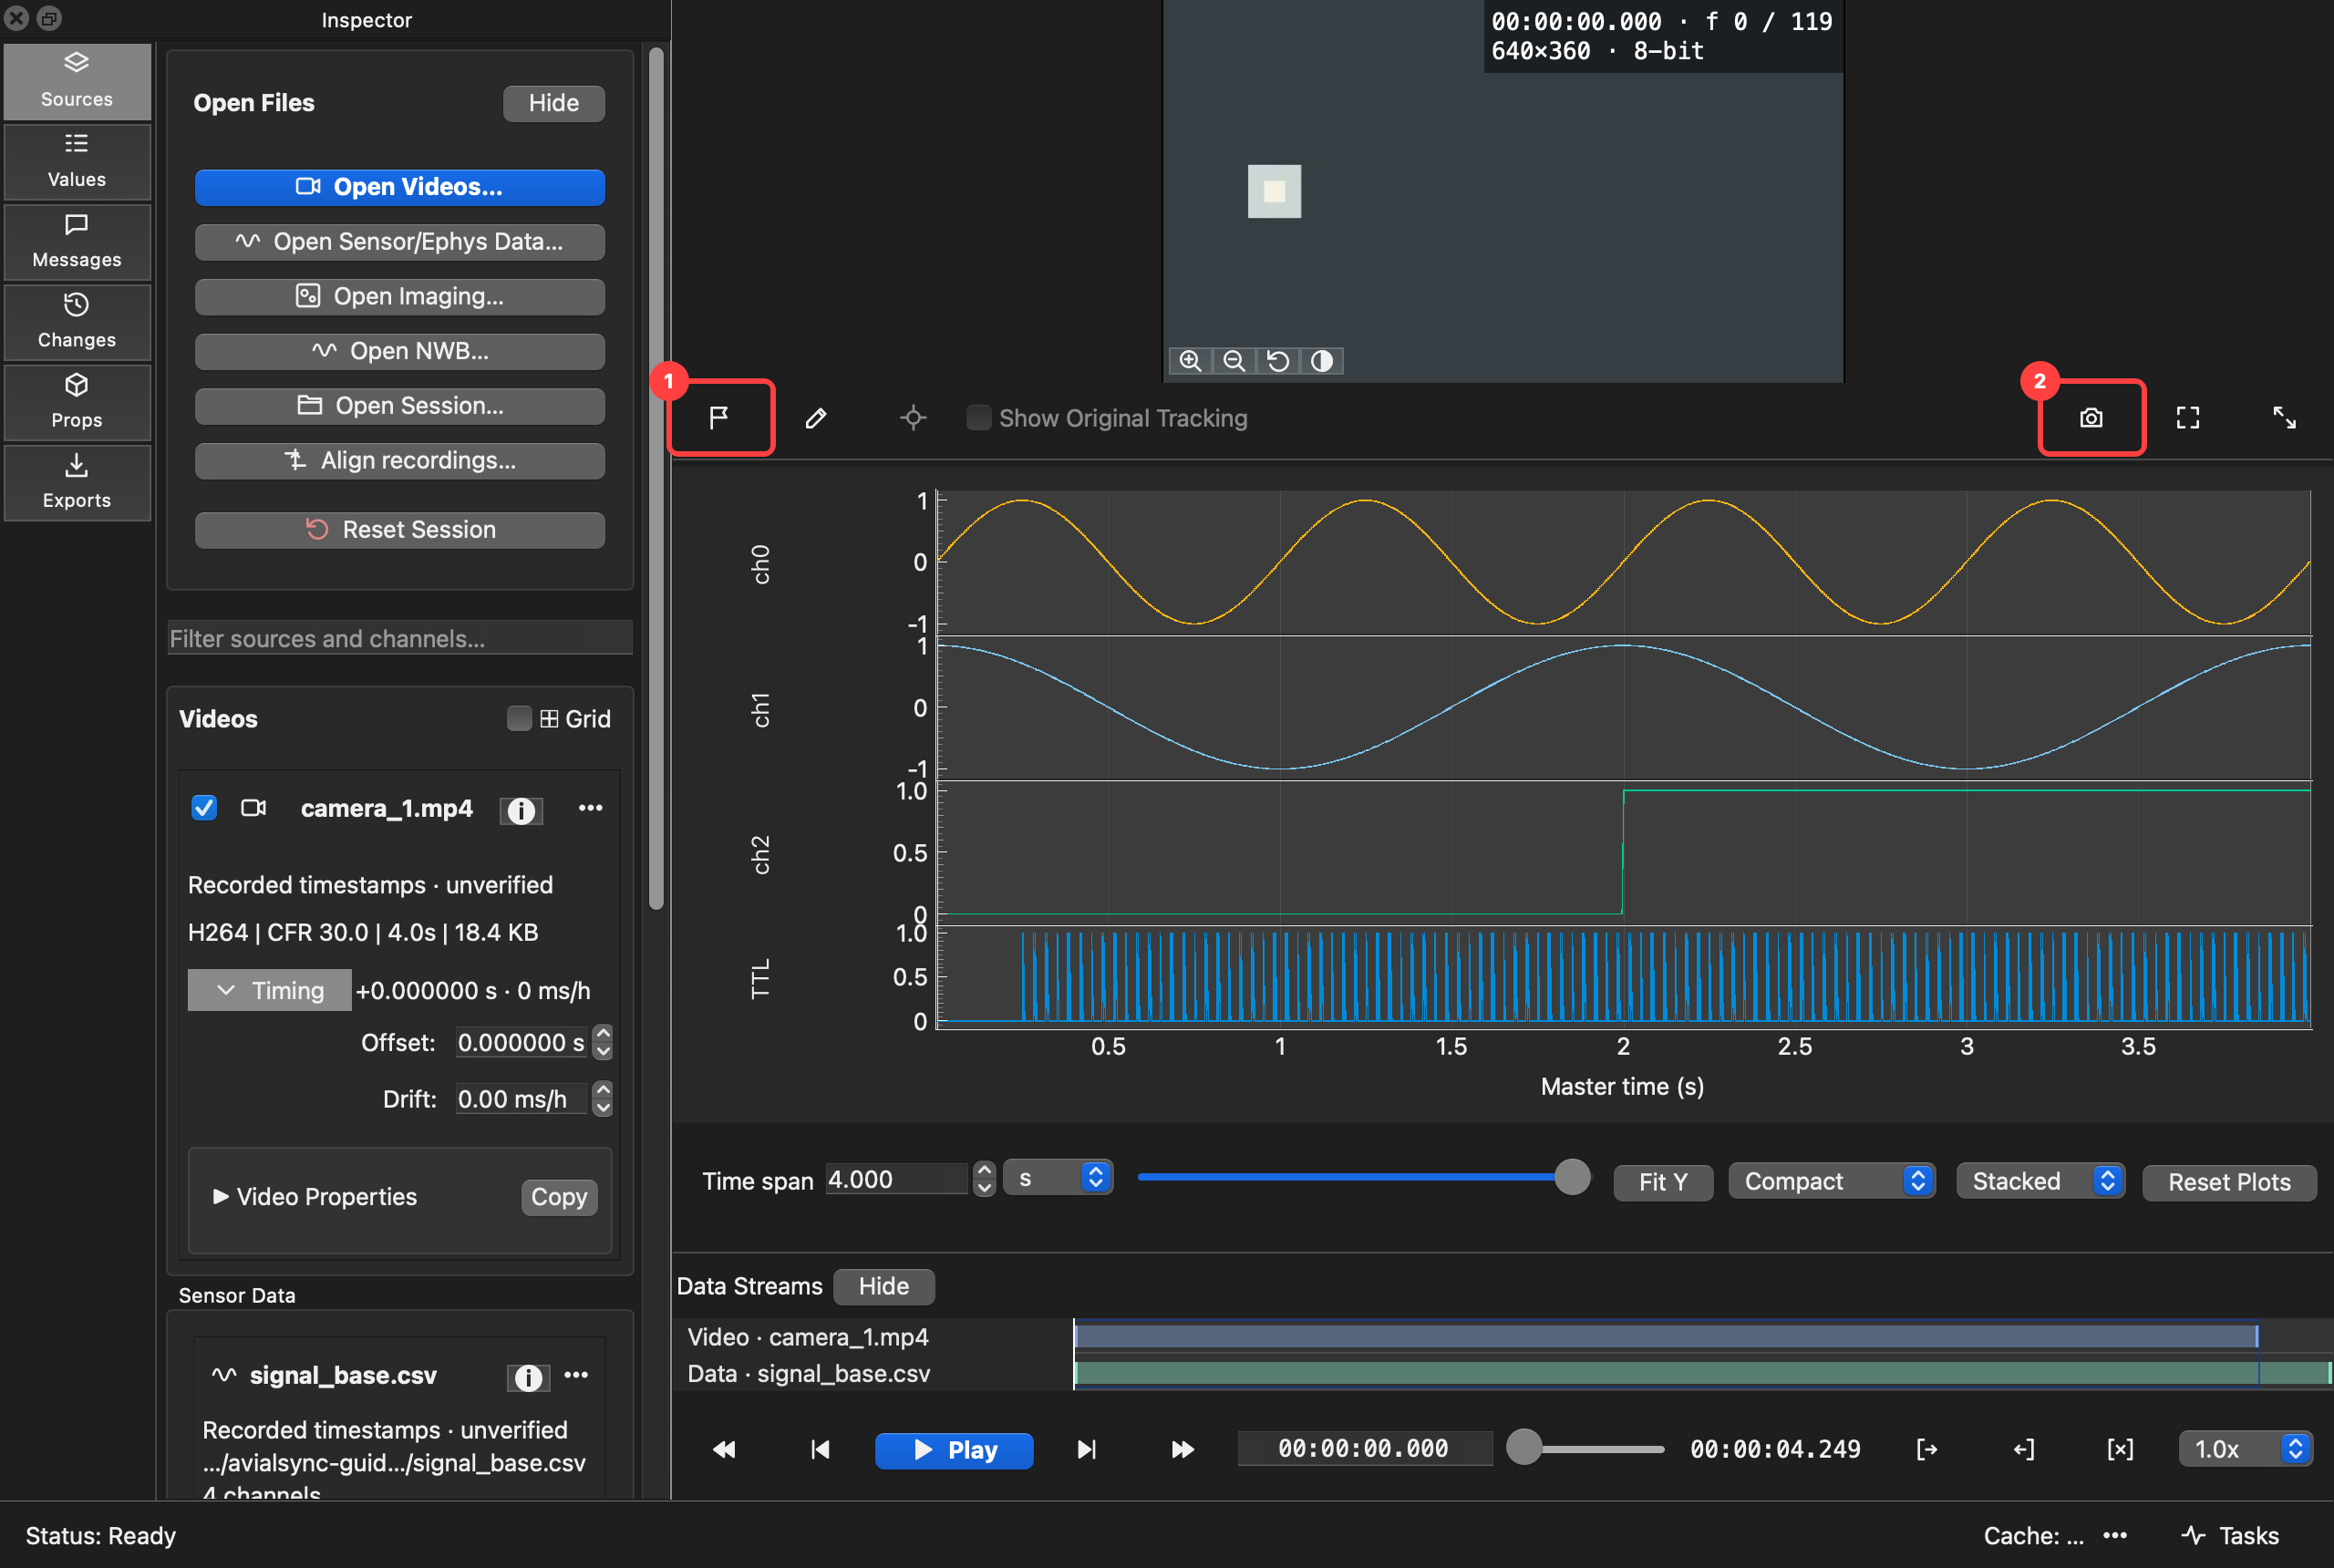 Inspector
Sources
Values
Messages
Changes
Props
Exports
Open Files
Hide
Open Videos...
Open Sensor/Ephys Data...
Open Imaging...
Open NWB...
Open Session...
Align recordings...
Reset Session
Filter sources and channels...
Videos
Grid
camera_1.mp4
Recorded timestamps · unverified
H264 | CFR 30.0 | 4.0s | 18.4 KB
Timing +0.000000 s · 0 ms/h
Offset: 0.000000 s
Drift: 0.00 ms/h
Video Properties
Copy
Sensor Data
signal_base.csv
Recorded timestamps · unverified
.../avialsync-guid.../signal_base.csv
4 channels
00:00:00.000 · f 0 / 119
640×360 · 8-bit
1
2
Show Original Tracking
ch0
1
0
-1
ch1
1
0
-1
ch2
1.0
0.5
0
TTL
1.0
0.5
0
0.5 1 1.5 2 2.5 3 3.5
Master time (s)
Time span 4.000 s
Fit Y
Compact
Stacked
Reset Plots
Data Streams
Hide
Video · camera_1.mp4
Data · signal_base.csv
Play
00:00:00.000
00:00:04.249
1.0x
Status: Ready
Cache: ...
Tasks